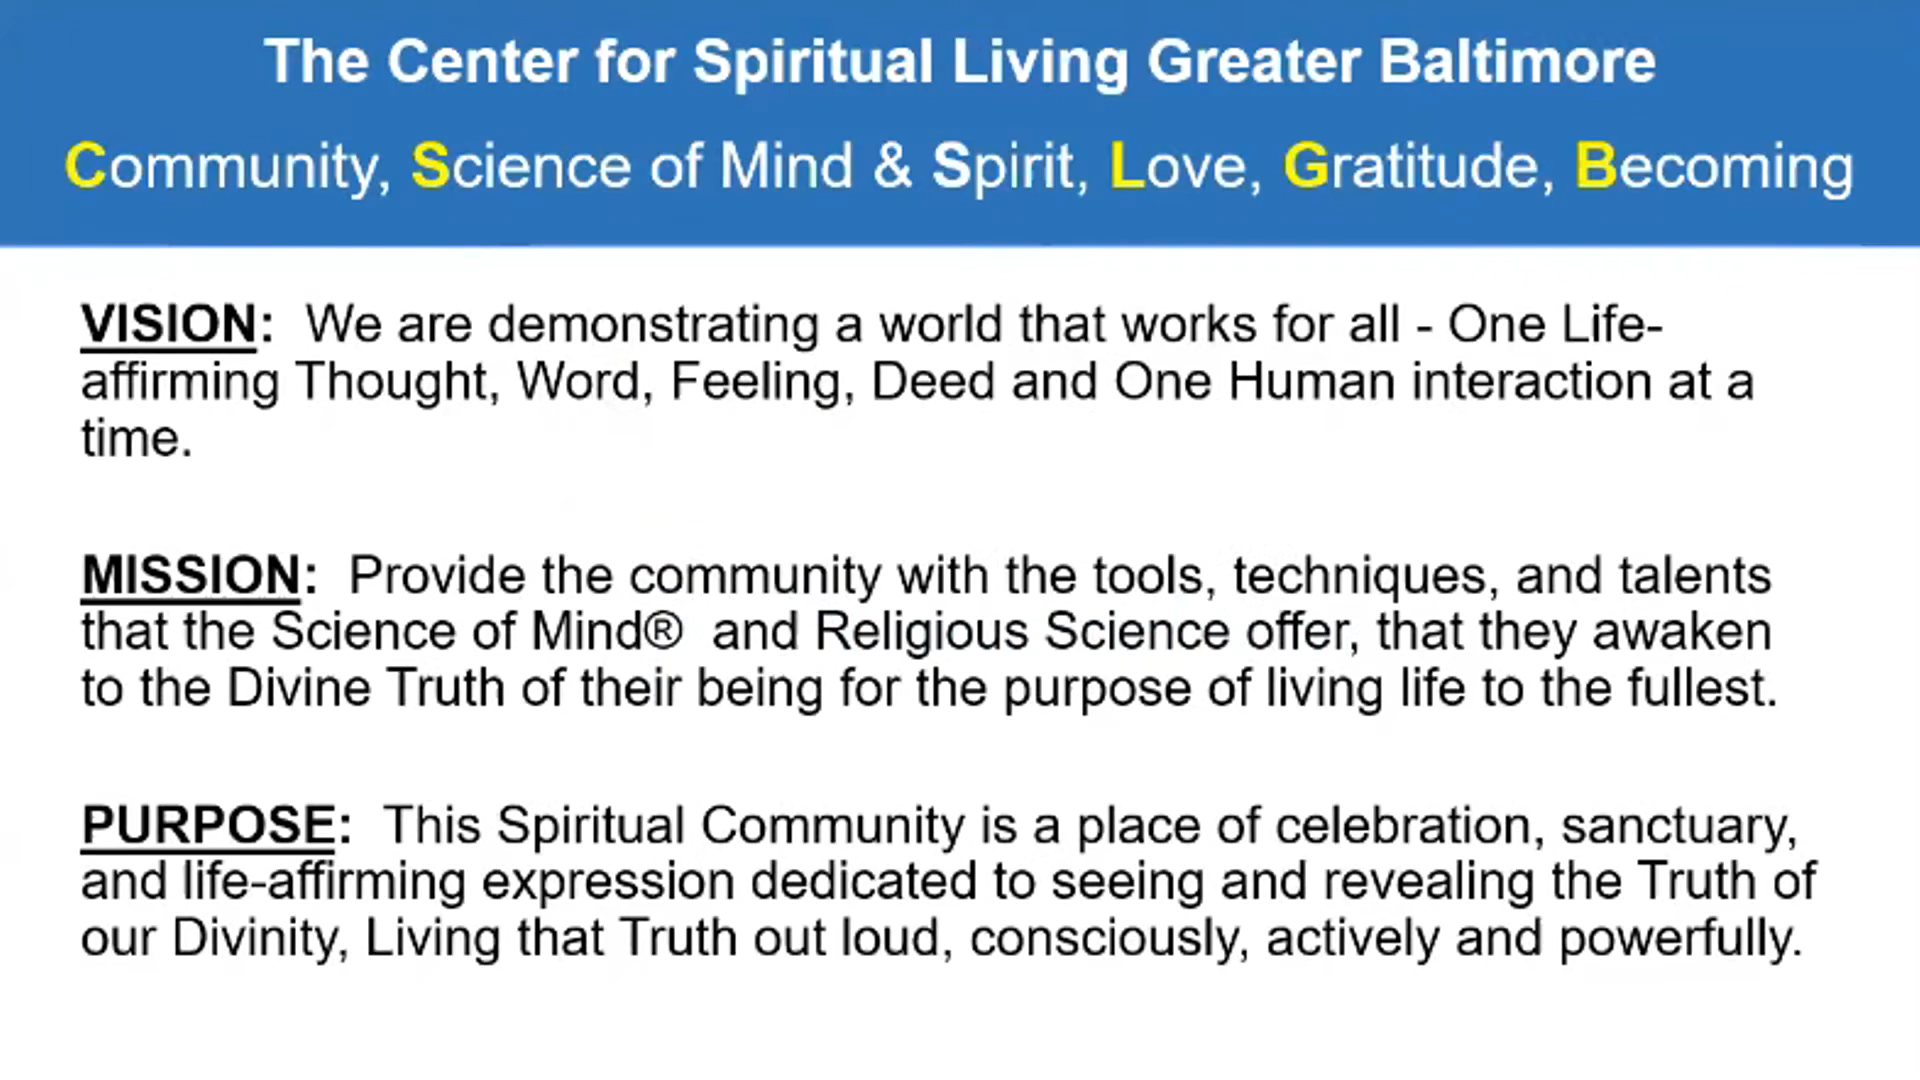 The Center for Spiritual Living Greater Baltimore
Community, Science of Mind & Spirit, Love, Gratitude, Becoming
VISION:  We are demonstrating a world that works for all - One Life-
affirming Thought, Word, Feeling, Deed and One Human interaction at a
time.
MISSION:  Provide the community with the tools, techniques, and talents
that the Science of Mind®  and Religious Science offer, that they awaken
to the Divine Truth of their being for the purpose of living life to the fullest.
PURPOSE:  This Spiritual Community is a place of celebration, sanctuary,
and life-affirming expression dedicated to seeing and revealing the Truth of
our Divinity, Living that Truth out loud, consciously, actively and powerfully.